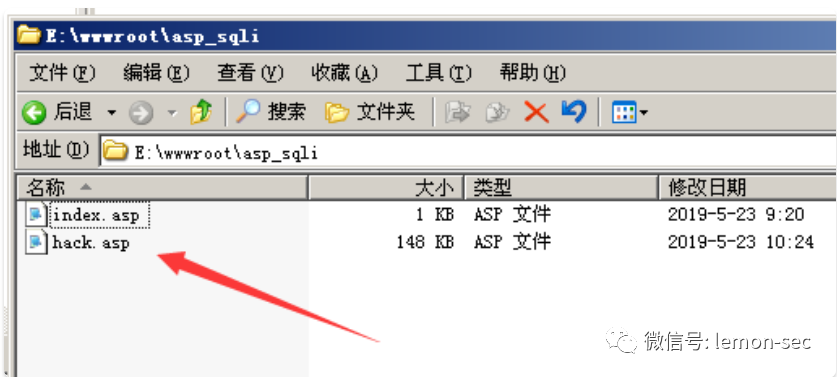 E:\wwwroot\asp_sqli
文件(F) 编辑(E) 查看(V) 收藏(A) 工具(T) 帮助(H)
后退 搜索 文件夹
地址(D) E:\wwwroot\asp_sqli
名称 大小 类型 修改日期
index.asp 1 KB ASP 文件 2019-5-23 9:20
hack.asp 148 KB ASP 文件 2019-5-23 10:24
微信号: lemon-sec